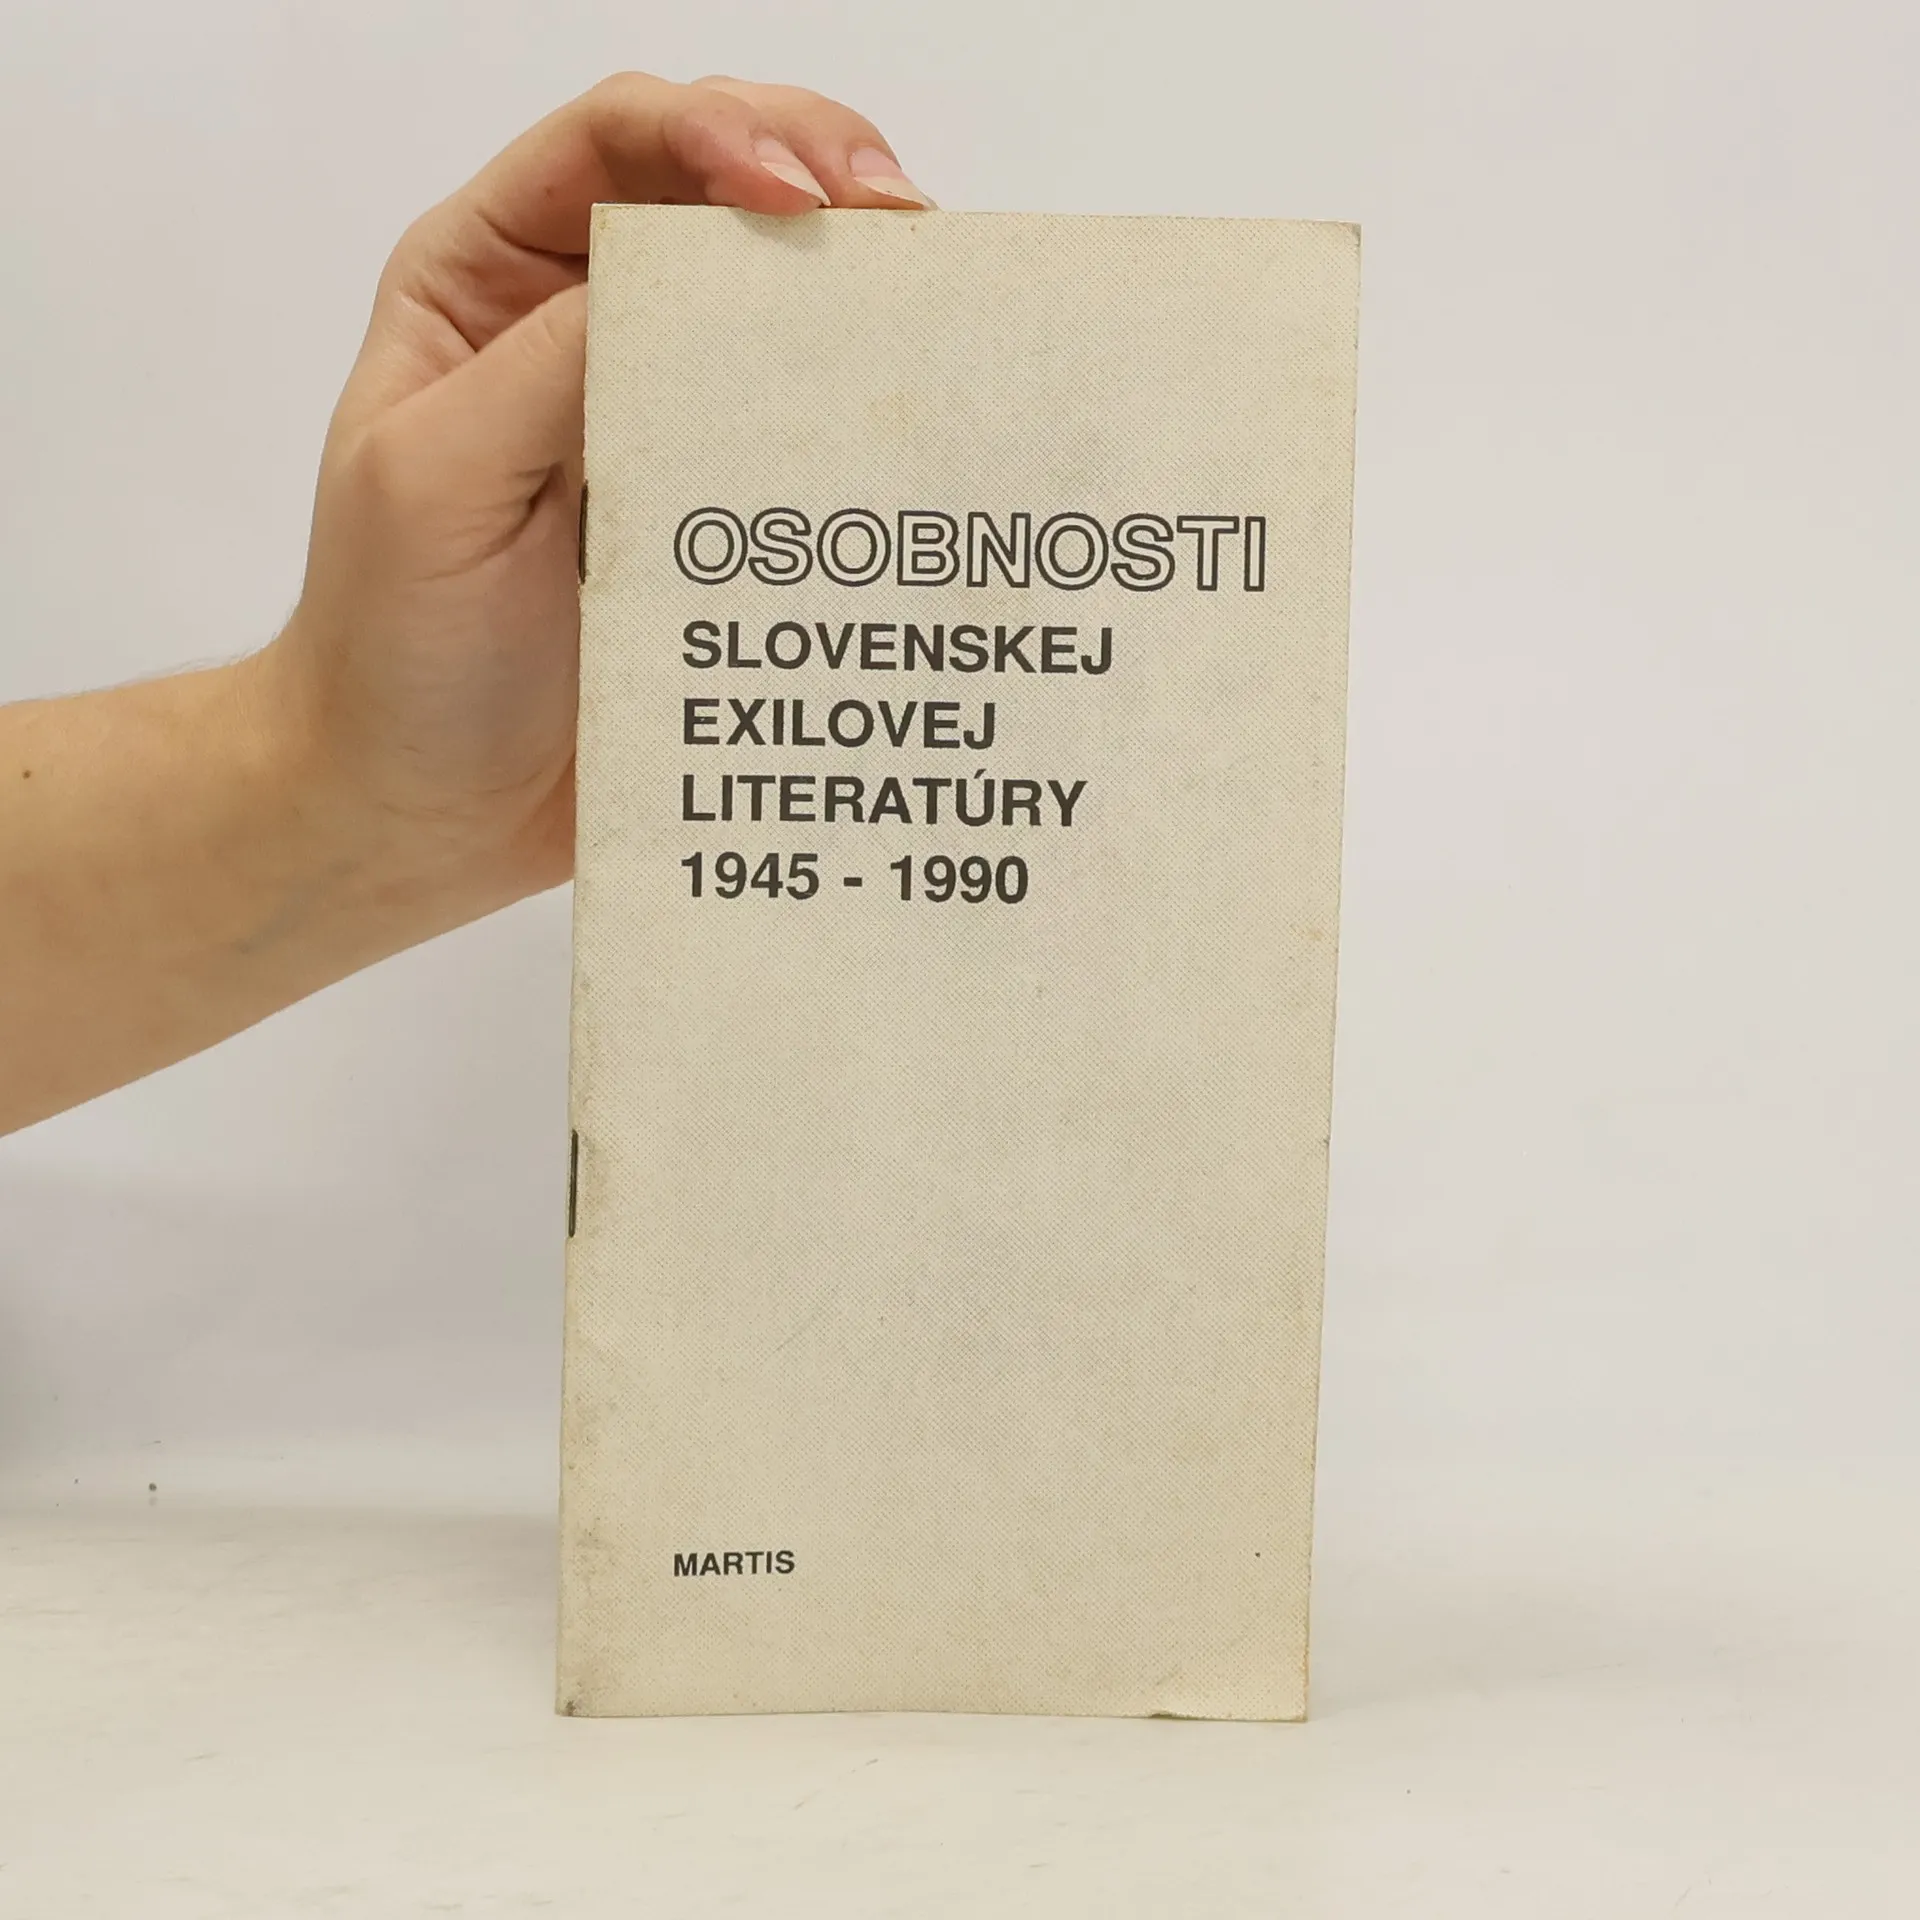 OSOBNOSTI
SLOVENSKEJ
EXILOVEJ
LITERATÚRY
1945 - 1990
MARTIS